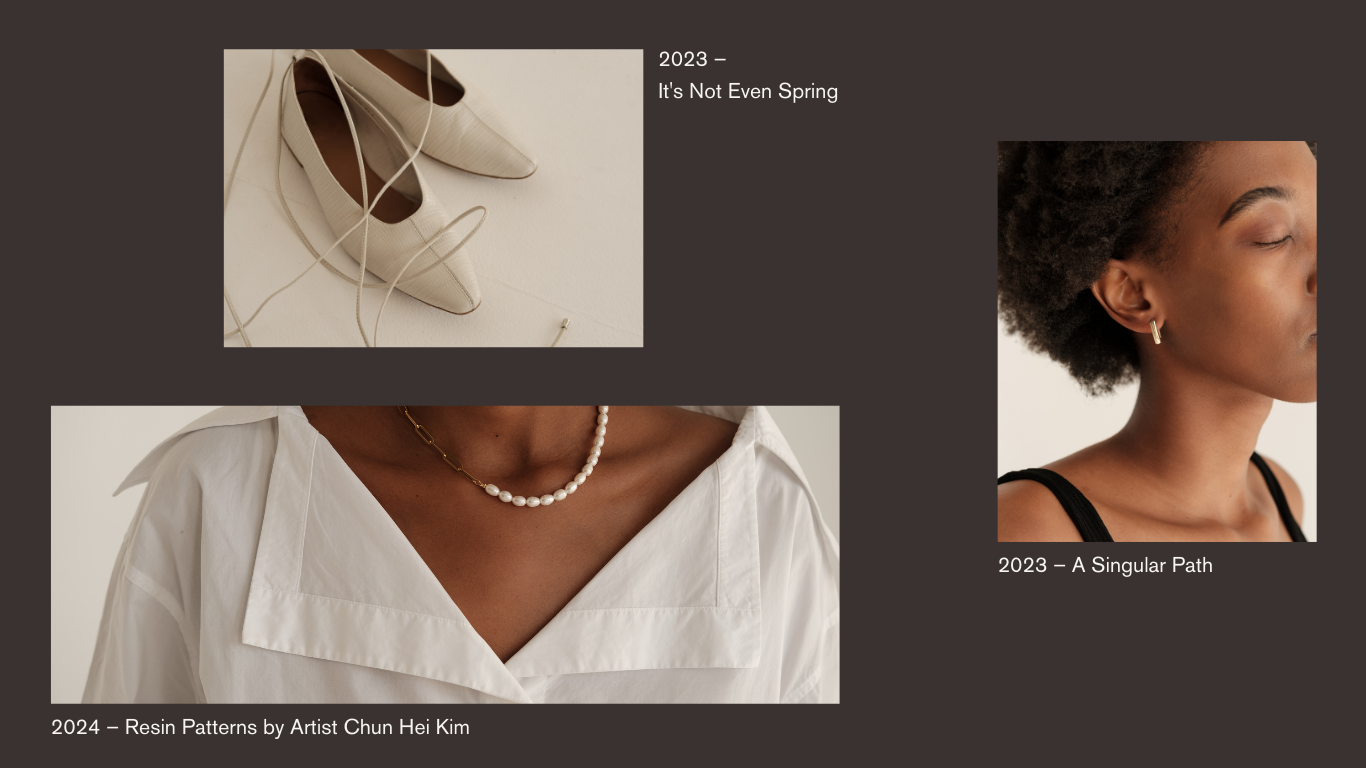 2023 –
It's Not Even Spring
2023 – A Singular Path
2024 – Resin Patterns by Artist Chun Hei Kim